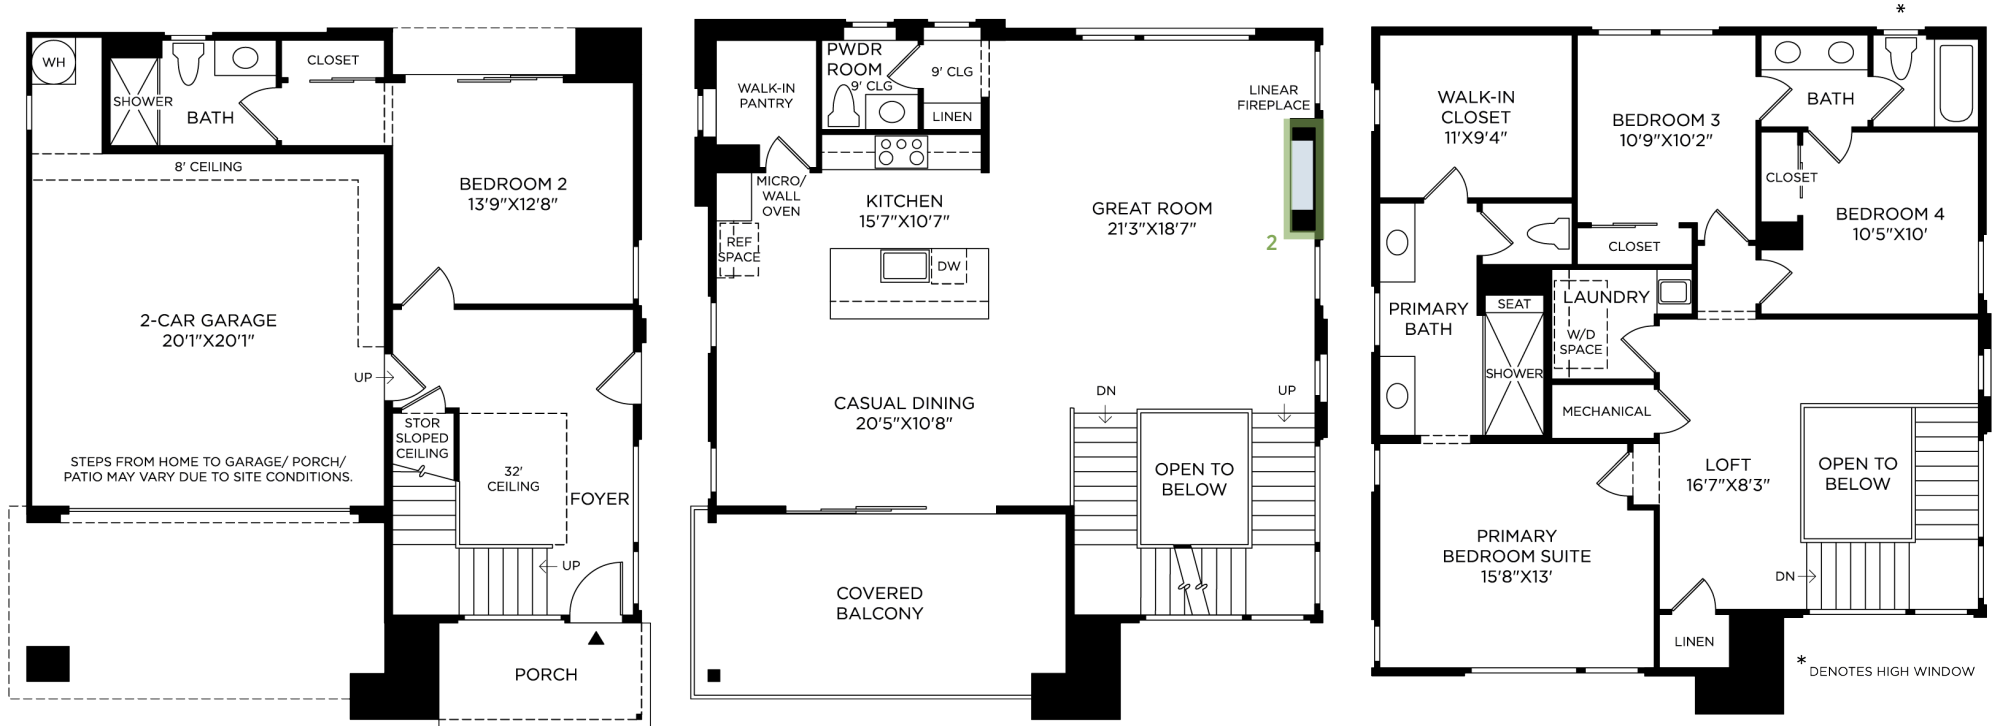 WH
SHOWER
BATH
CLOSET
8' CEILING
BEDROOM 2
13'9"X12'8"
2-CAR GARAGE
20'1"X20'1"
UP
STOR
SLOPED
CEILING
STEPS FROM HOME TO GARAGE/ PORCH/
PATIO MAY VARY DUE TO SITE CONDITIONS.
32'
CEILING
FOYER
UP
PORCH
WALK-IN
PANTRY
PWDR
ROOM
9' CLG
9' CLG
LINEN
LINEAR
FIREPLACE
MICRO/
WALL
OVEN
KITCHEN
15'7"X10'7"
REF
SPACE
DW
GREAT ROOM
21'3"X18'7"
2
CASUAL DINING
20'5"X10'8"
DN
UP
OPEN TO
BELOW
COVERED
BALCONY
*
WALK-IN
CLOSET
11'X9'4"
BEDROOM 3
10'9"X10'2"
BATH
CLOSET
BEDROOM 4
10'5"X10'
CLOSET
PRIMARY
BATH
SEAT
SHOWER
LAUNDRY
W/D
SPACE
MECHANICAL
LOFT
16'7"X8'3"
OPEN TO
BELOW
PRIMARY
BEDROOM SUITE
15'8"X13'
DN
LINEN
* DENOTES HIGH WINDOW